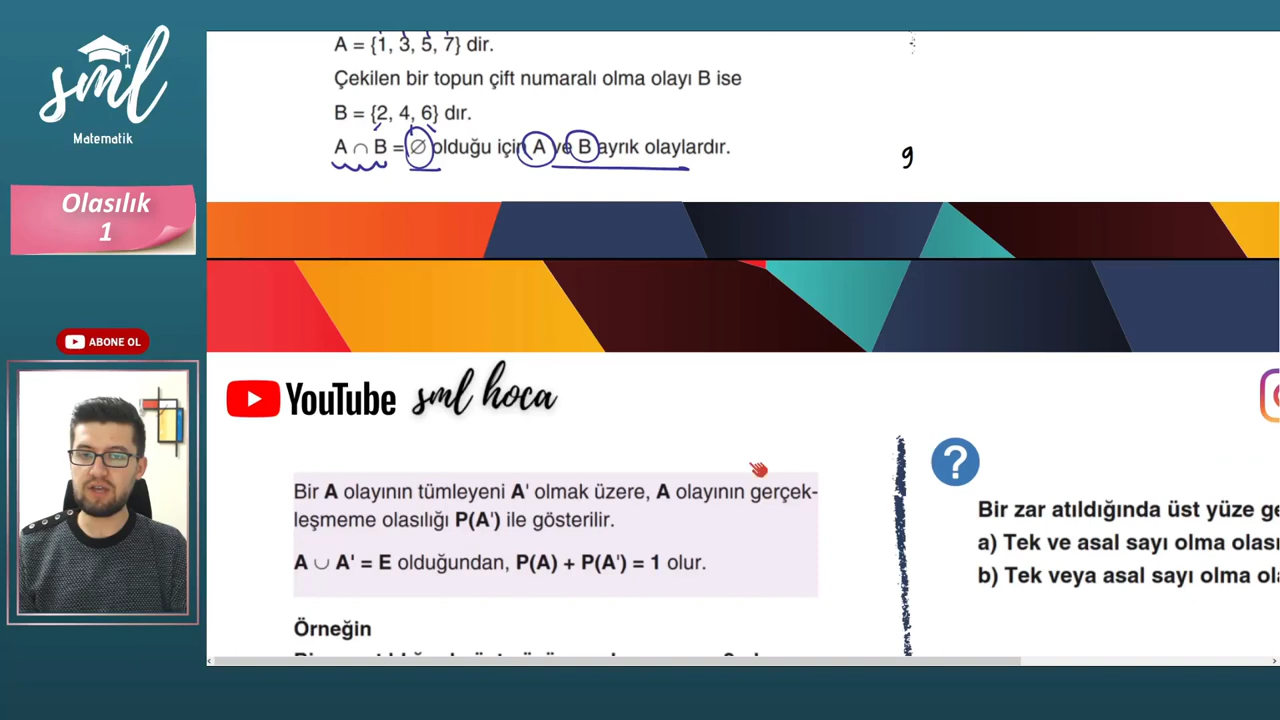 sml
Matematik
Olasılık
1
ABONE OL
A = {1, 3, 5, 7} dir.
Çekilen bir topun çift numaralı olma olayı B ise
B = {2, 4, 6} dır.
A ∩ B = ∅ olduğu için A ve B ayrık olaylardır.
9
YouTube sml hoca
Bir A olayının tümleyeni A' olmak üzere, A olayının gerçek-
leşmeme olasılığı P(A') ile gösterilir.
A ∪ A' = E olduğundan, P(A) + P(A') = 1 olur.
Örneğin
?
Bir zar atıldığında üst yüze ge
a) Tek ve asal sayı olma olası
b) Tek veya asal sayı olma ol